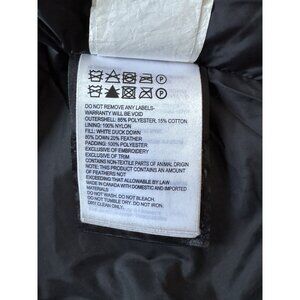 DO NOT REMOVE ANY LABELS-
WARRANTY WILL BE VOID
OUTERSHELL: 85% POLYESTER, 15% COTTON
LINING: 100% NYLON
FILL: WHITE DUCK DOWN
80% DOWN 20% FEATHER
PADDING: 100% POLYESTER
EXCLUSIVE OF EMBROIDERY
EXCLUSIVE OF TRIM
CONTAINS NON-TEXTILE PARTS OF ANIMAL ORIGIN
NOTE: THIS PRODUCT CONTAINS AN AMOUNT
OF FEATHERS NOT
EXCEEDING THAT ALLOWABLE BY LAW
MADE IN CANADA WITH DOMESTIC AND IMPORTED
MATERIALS
DO NOT WASH. DO NOT BLEACH.
DO NOT TUMBLE DRY. DO NOT IRON.
DRY CLEAN ONLY.